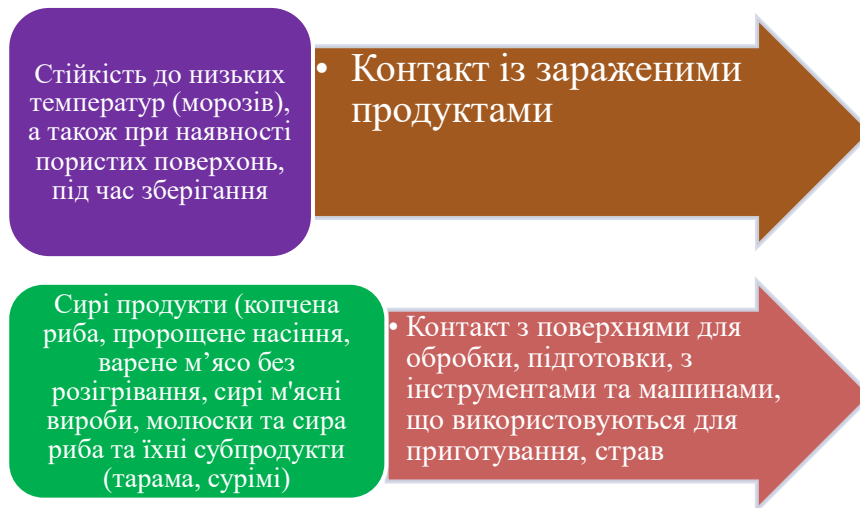 Стійкість до низьких
температур (морозів),
а також при наявності
пористих поверхонь,
під час зберігання
• Контакт із зараженими
продуктами
Сирі продукти (копчена
риба, пророщене насіння,
варене м’ясо без
розігрівання, сирі м'ясні
вироби, молюски та сира
риба та їхні субпродукти
(тарама, сурімі)
• Контакт з поверхнями для
обробки, підготовки, з
інструментами та машинами,
що використовуються для
приготування, страв